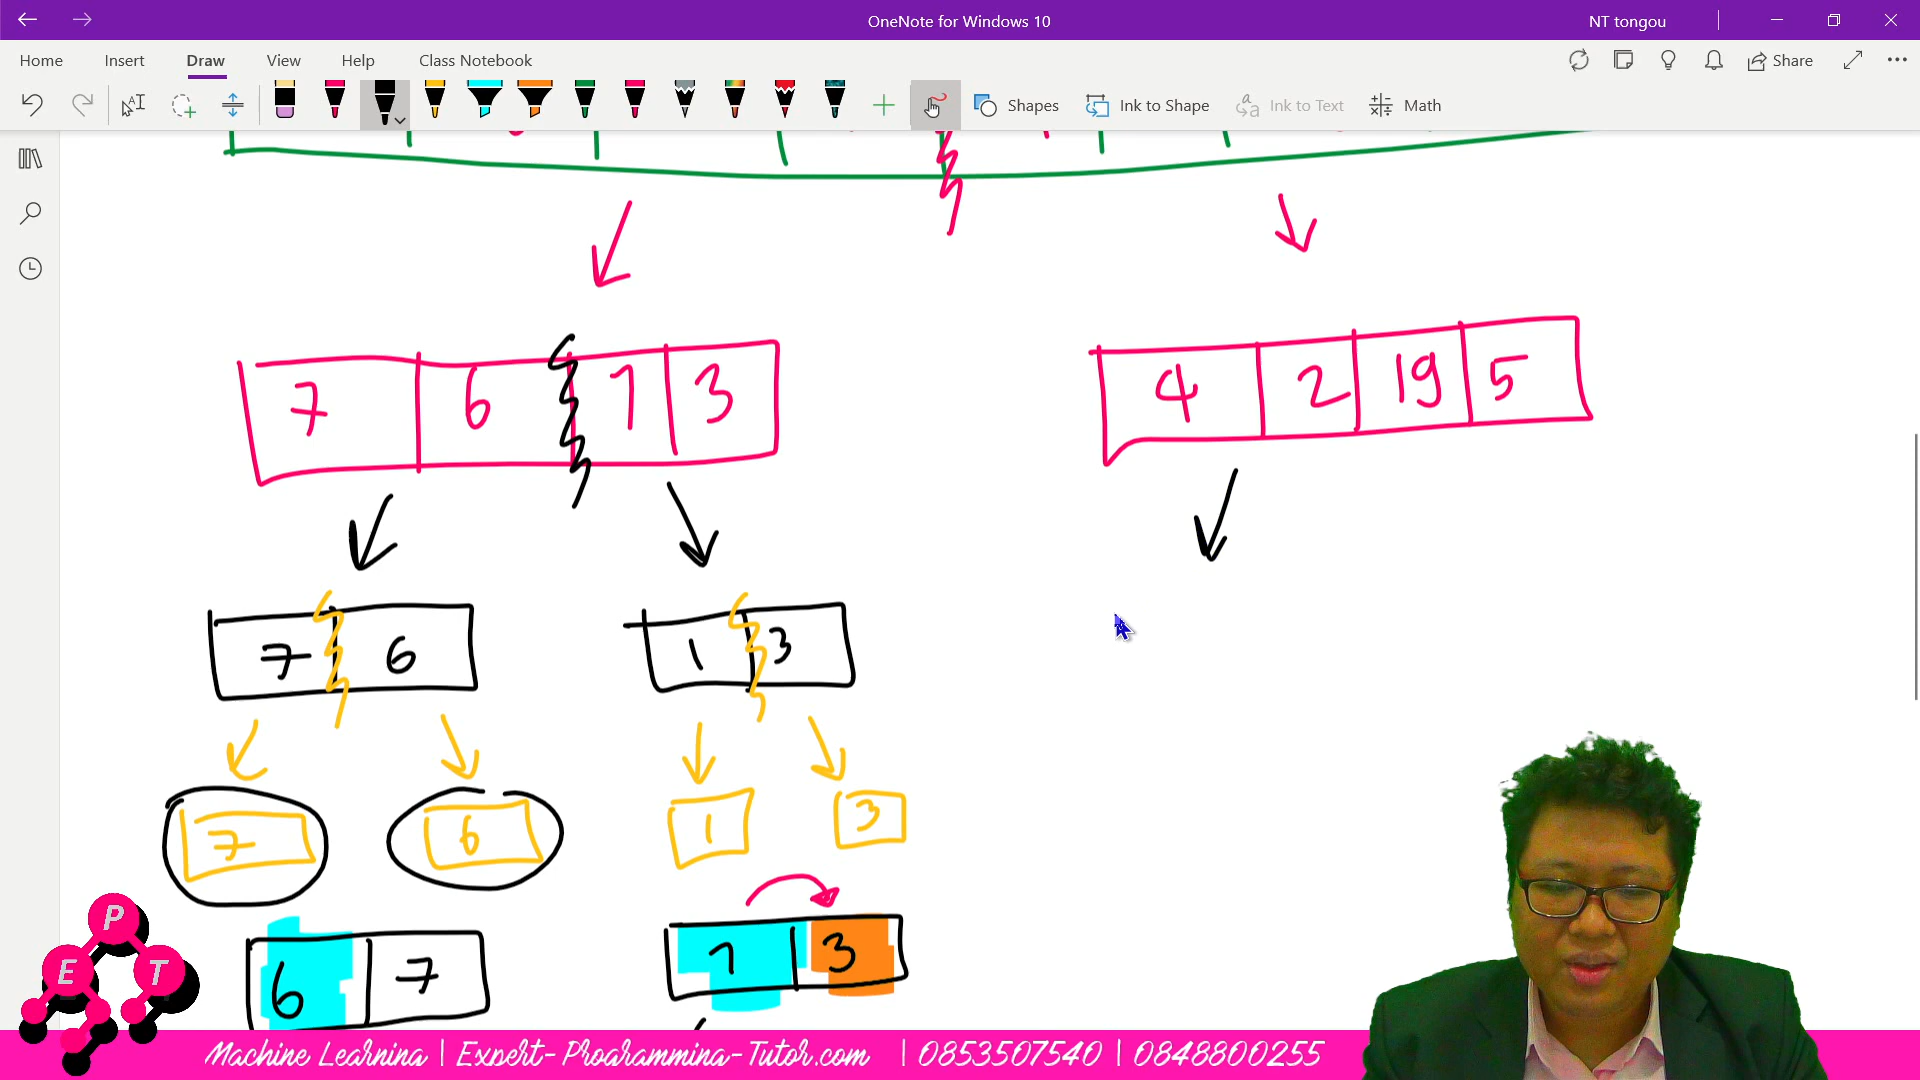 OneNote for Windows 10
NT tongou
Home Insert Draw View Help Class Notebook
Share
Shapes Ink to Shape Ink to Text Math
7 6 1 3
4 2 19 5
7 6
1 3
7 6 1 3
6 7
1 3
P
E T
Machine Learning | Expert-Programming-Tutor.com | 0853507540 | 0848800255